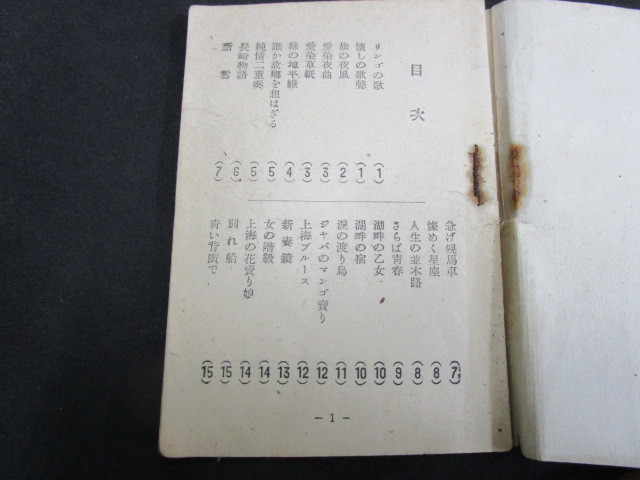 目次
リンゴの歌 (1)
懐しの歌聲 (1)
旅の夜風 (2)
愛染夜曲 (3)
愛染草紙 (3)
緑の地平線 (4)
誰か故郷を想はざる (5)
純情二重奏 (5)
長崎物語 (6)
新雪 (7)
急げ幌馬車 (7)
燦めく星座 (8)
人生の並木路 (8)
さらば青春 (9)
湖畔の乙女 (10)
湖畔の宿 (10)
涙の渡り鳥 (11)
ジャバのマンゴ賣り (12)
上海ブルース (12)
新妻鏡 (13)
女の階級 (14)
上海の花賣り娘 (14)
別れ船 (15)
青い背広で (15)
- 1 -